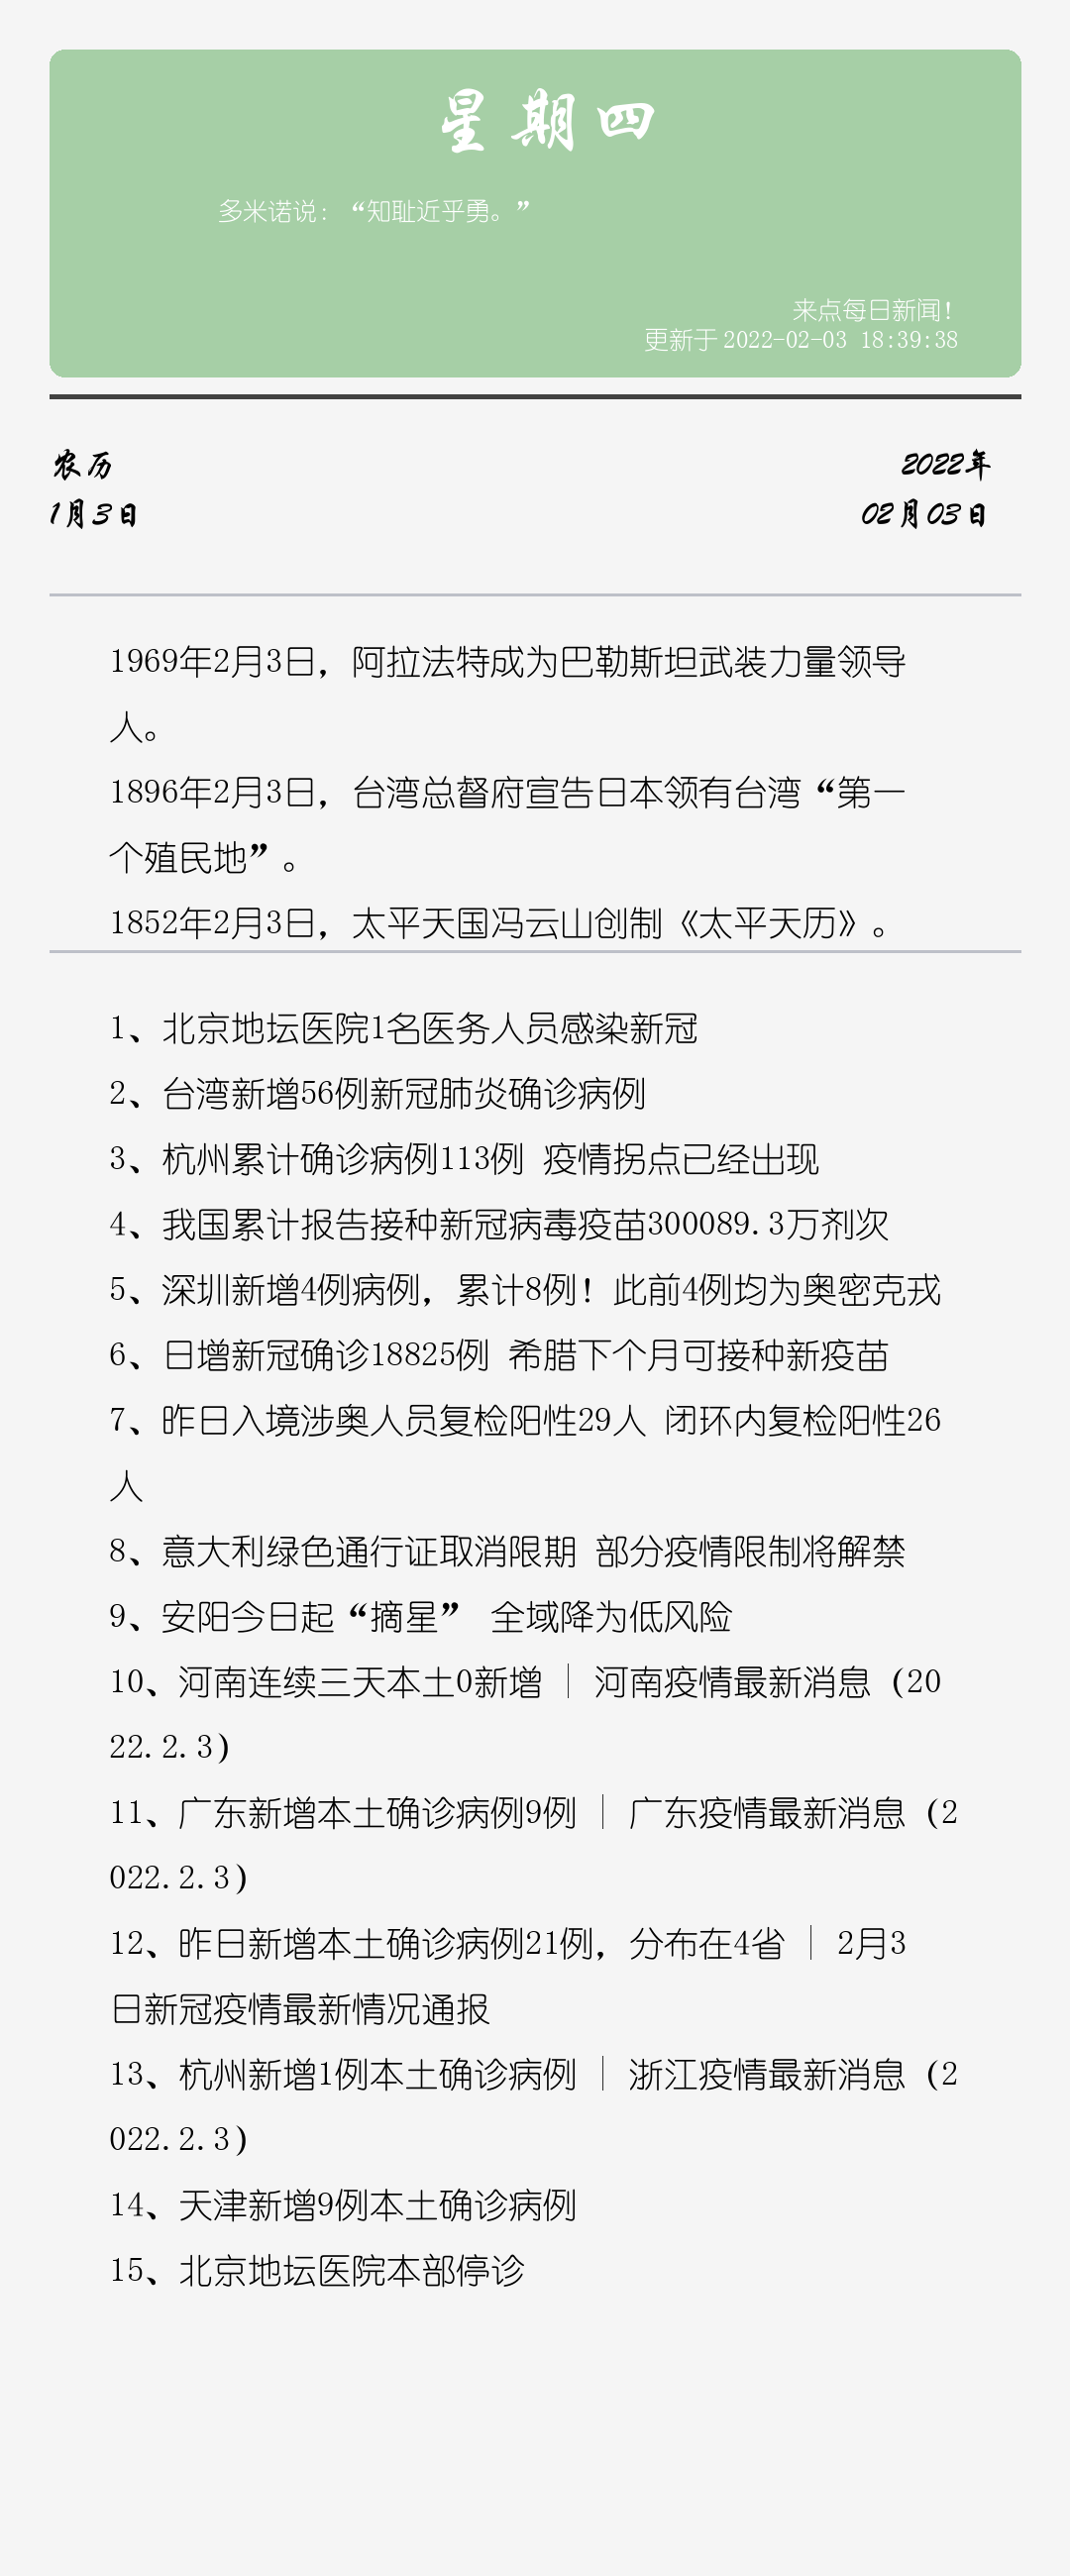 星期四
多米诺说：“知耻近乎勇。”
来点每日新闻！
更新于 2022-02-03 18:39:38
农历
2022年
1月3日
02月03日
1969年2月3日，阿拉法特成为巴勒斯坦武装力量领导
人。
1896年2月3日，台湾总督府宣告日本领有台湾“第一
个殖民地”。
1852年2月3日，太平天国冯云山创制《太平天历》。
1、北京地坛医院1名医务人员感染新冠
2、台湾新增56例新冠肺炎确诊病例
3、杭州累计确诊病例113例 疫情拐点已经出现
4、我国累计报告接种新冠病毒疫苗300089.3万剂次
5、深圳新增4例病例，累计8例！此前4例均为奥密克戎
6、日增新冠确诊18825例 希腊下个月可接种新疫苗
7、昨日入境涉奥人员复检阳性29人 闭环内复检阳性26
人
8、意大利绿色通行证取消限期 部分疫情限制将解禁
9、安阳今日起“摘星” 全域降为低风险
10、河南连续三天本土0新增 | 河南疫情最新消息（20
22.2.3）
11、广东新增本土确诊病例9例 | 广东疫情最新消息（2
022.2.3）
12、昨日新增本土确诊病例21例，分布在4省 | 2月3
日新冠疫情最新情况通报
13、杭州新增1例本土确诊病例 | 浙江疫情最新消息（2
022.2.3）
14、天津新增9例本土确诊病例
15、北京地坛医院本部停诊